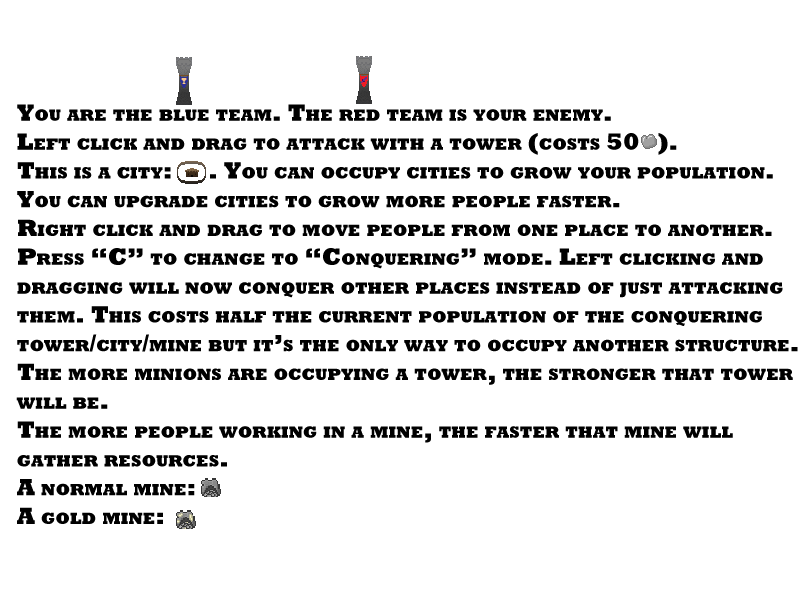 You are the blue team. The red team is your enemy.
Left click and drag to attack with a tower (costs 50).
This is a city: . You can occupy cities to grow your population.
You can upgrade cities to grow more people faster.
Right click and drag to move people from one place to another.
Press “C” to change to “Conquering” mode. Left clicking and
dragging will now conquer other places instead of just attacking
them. This costs half the current population of the conquering
tower/city/mine but it’s the only way to occupy another structure.
The more minions are occupying a tower, the stronger that tower
will be.
The more people working in a mine, the faster that mine will
gather resources.
A normal mine:
A gold mine: